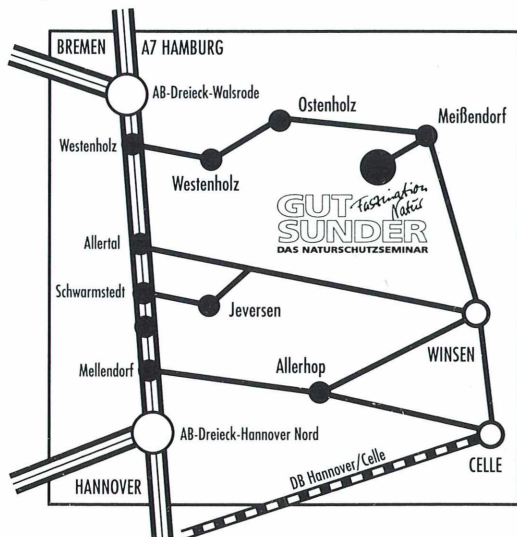 BREMEN
A7 HAMBURG
AB-Dreieck-Walsrode
Ostenholz
Meißendorf
Westenholz
Westenholz
Faszination
Natur
GUT
SUNDER
DAS NATURSCHUTZSEMINAR
Allertal
Schwarmstedt
Jeversen
WINSEN
Mellendorf
Allerhop
AB-Dreieck-Hannover Nord
CELLE
DB Hannover/Celle
HANNOVER